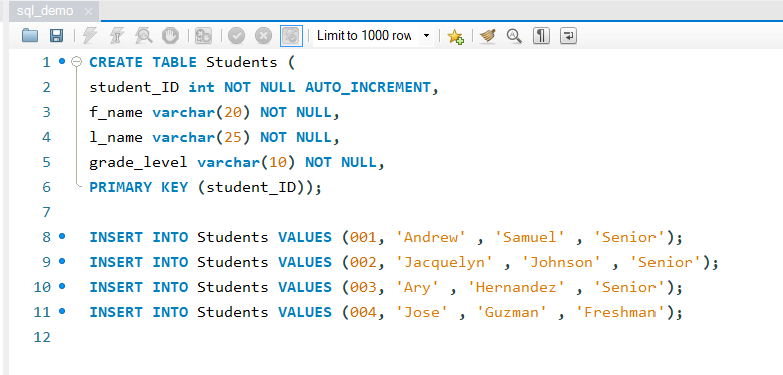 sql_demo ×
Limit to 1000 row
1 CREATE TABLE Students (
2 student_ID int NOT NULL AUTO_INCREMENT,
3 f_name varchar(20) NOT NULL,
4 l_name varchar(25) NOT NULL,
5 grade_level varchar(10) NOT NULL,
6 PRIMARY KEY (student_ID));
7
8 INSERT INTO Students VALUES (001, 'Andrew' , 'Samuel' , 'Senior');
9 INSERT INTO Students VALUES (002, 'Jacquelyn' , 'Johnson' , 'Senior');
10 INSERT INTO Students VALUES (003, 'Ary' , 'Hernandez' , 'Senior');
11 INSERT INTO Students VALUES (004, 'Jose' , 'Guzman' , 'Freshman');
12